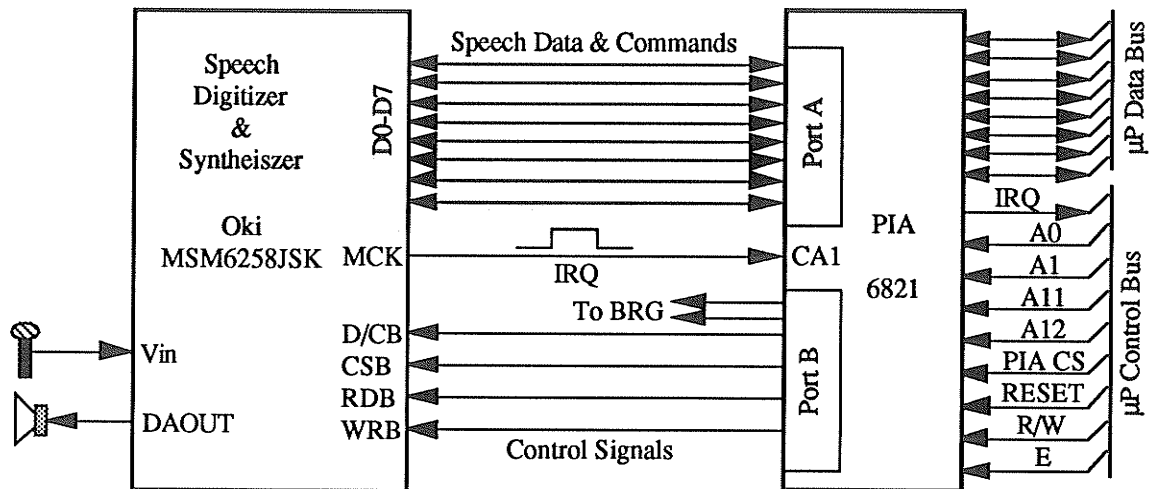 Speech
Digitizer
&
Syntheiszer
Oki
MSM6258JSK
D0-D7
MCK
D/CB
CSB
RDB
WRB
Vin
DAOUT
Speech Data & Commands
IRQ
To BRG
Control Signals
Port A
CA1
Port B
PIA
6821
IRQ
A0
A1
A11
A12
PIA CS
RESET
R/W
E
µP Data Bus
µP Control Bus